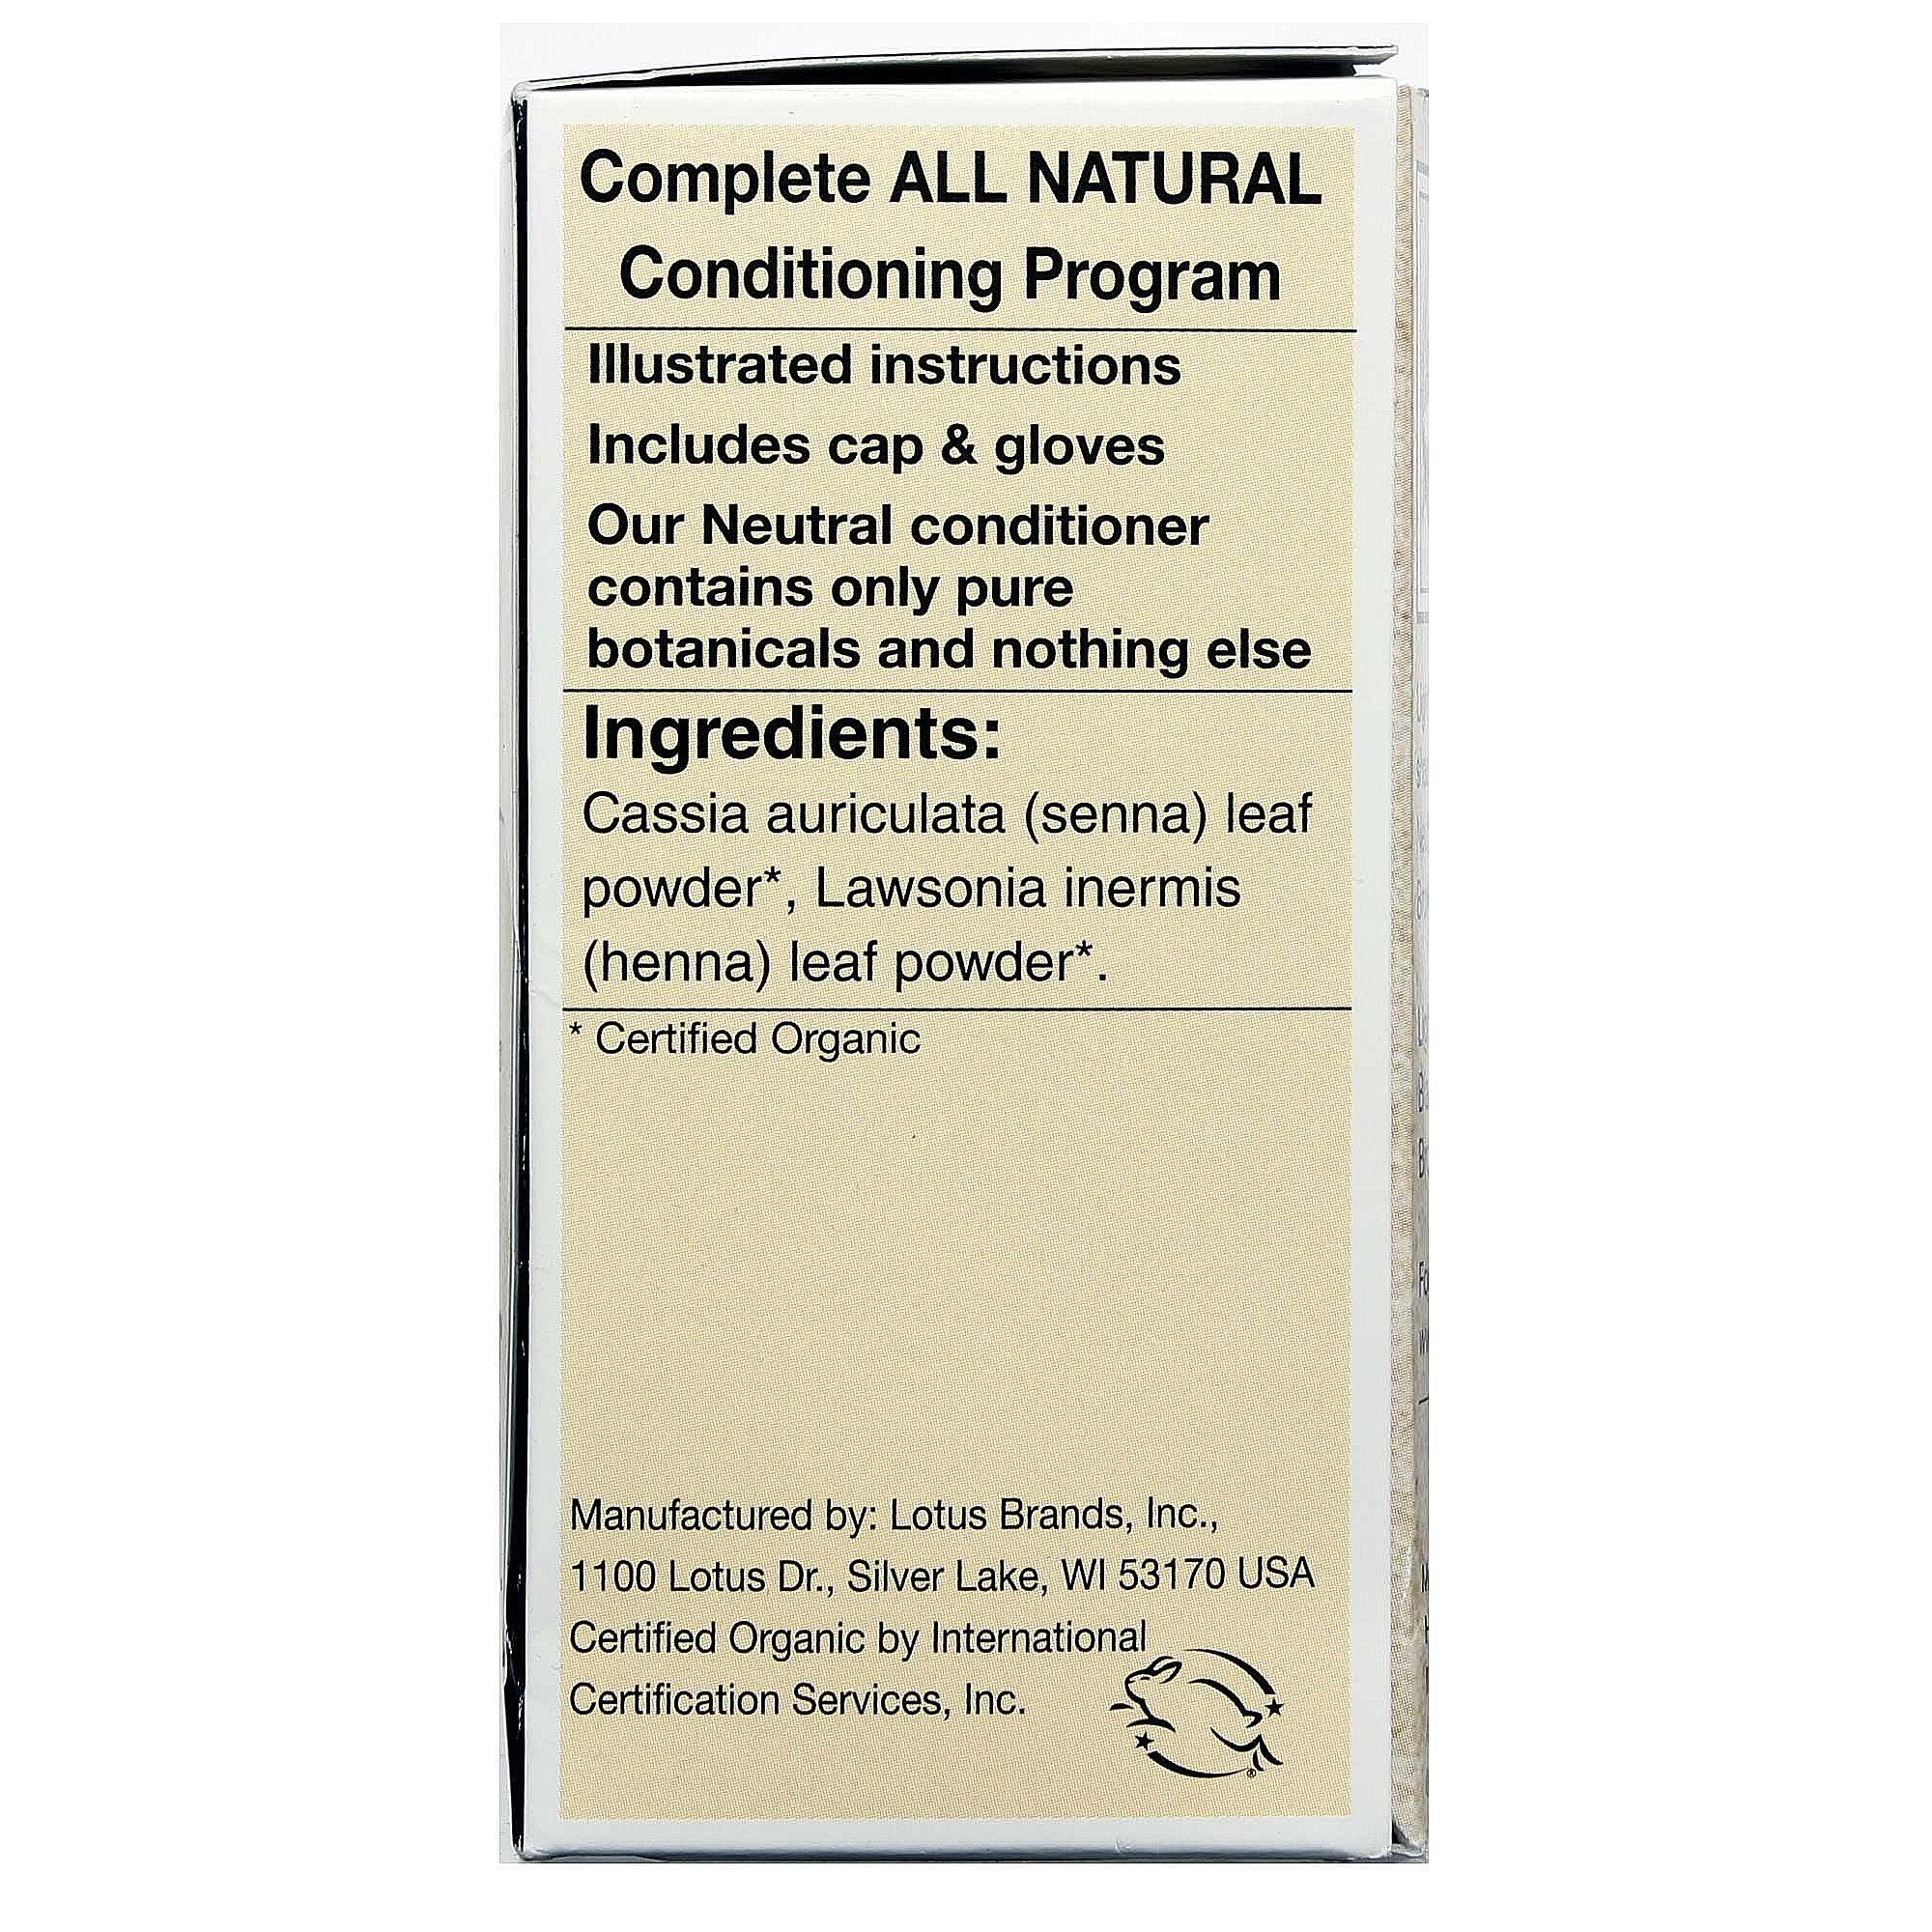 Complete ALL NATURAL
Conditioning Program
Illustrated instructions
Includes cap & gloves
Our Neutral conditioner
contains only pure
botanicals and nothing else
Ingredients:
Cassia auriculata (senna) leaf
powder*, Lawsonia inermis
(henna) leaf powder*.
* Certified Organic
Manufactured by: Lotus Brands, Inc.,
1100 Lotus Dr., Silver Lake, WI 53170 USA
Certified Organic by International
Certification Services, Inc.
®